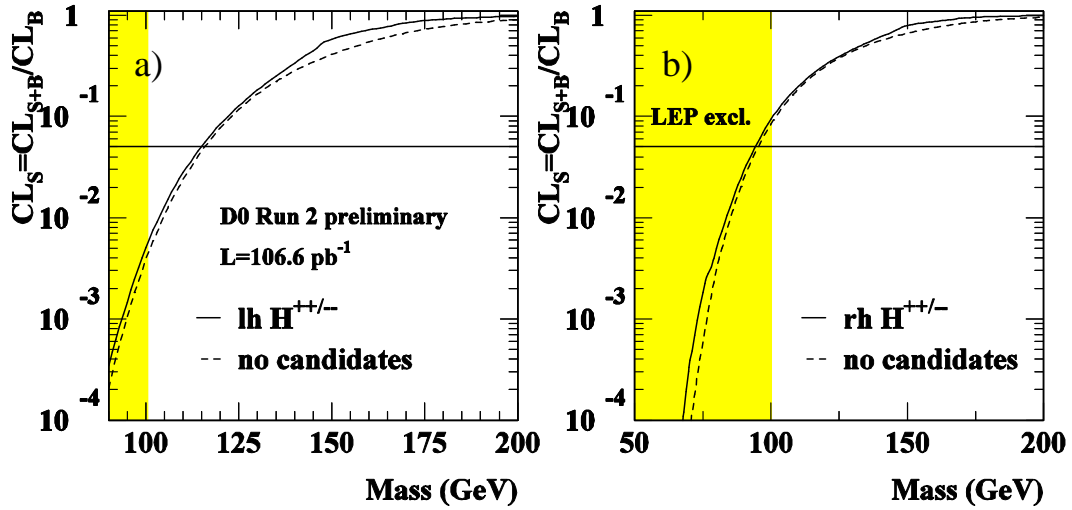 CL_S=CL_{S+B}/CL_B
1
10^{-1}
10^{-2}
10^{-3}
10^{-4}
a)
D0 Run 2 preliminary
L=106.6 pb^{-1}
lh H^{++/--}
no candidates
100 125 150 175 200
Mass (GeV)
CL_S=CL_{S+B}/CL_B
1
10^{-1}
10^{-2}
10^{-3}
10^{-4}
b)
LEP excl.
rh H^{++/--}
no candidates
50 100 150 200
Mass (GeV)